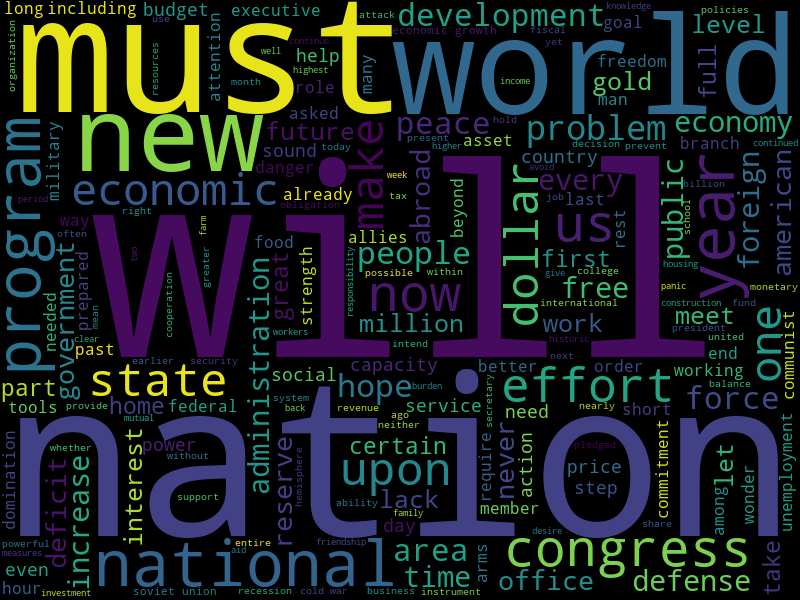 long
including
budget
executive
attack
development
knowledge
policies
must
world
organization
use
resources
attention
month
well
continue
highest
help
role
many
economic growth
goal
fiscal
yet
level
gold
freedom
man
income
full
new
military
asked
future
sound
today
danger
make
peace
present
asset
hold
higher
problem
decision
prevent
economy
branch
continued
program
period
economic
already
obligation
week
tax
abroad
beyond
dollar
country
every
job
last
avoid
billion
public
school
year
foreign
american
way
right
often
farm
two
will
us
rest
food
allies
people
first
give
college
housing
government
needed
prepared
mean
cooperation
greater
administration
great
strength
responsibility
possible
within
now
free
international
panic
monetary
construction
fund
million
work
meet
president
united
historic
communist
one
clear
workers
intend
past
earlier
security
capacity
better
order
next
end
working
balance
part
state
social
hope
burden
effort
force
tools
provide
home
federal
system
back
revenue
service
secretary
need
nearly
short
mutual
ago
neither
nation
domination
whether
power
without
interest
reserve
hemisphere
certain
upon
require
never
action
pledged
commitment
among
let
wonder
unemployment
deficit
increase
support
ability
lack
family
day
member
price
step
desire
share
powerful
measures
even
hour
investment
national
entire
aid
friendship
area
time
arms
congress
office
defense
take
soviet union
recession
cold war
business
instrument